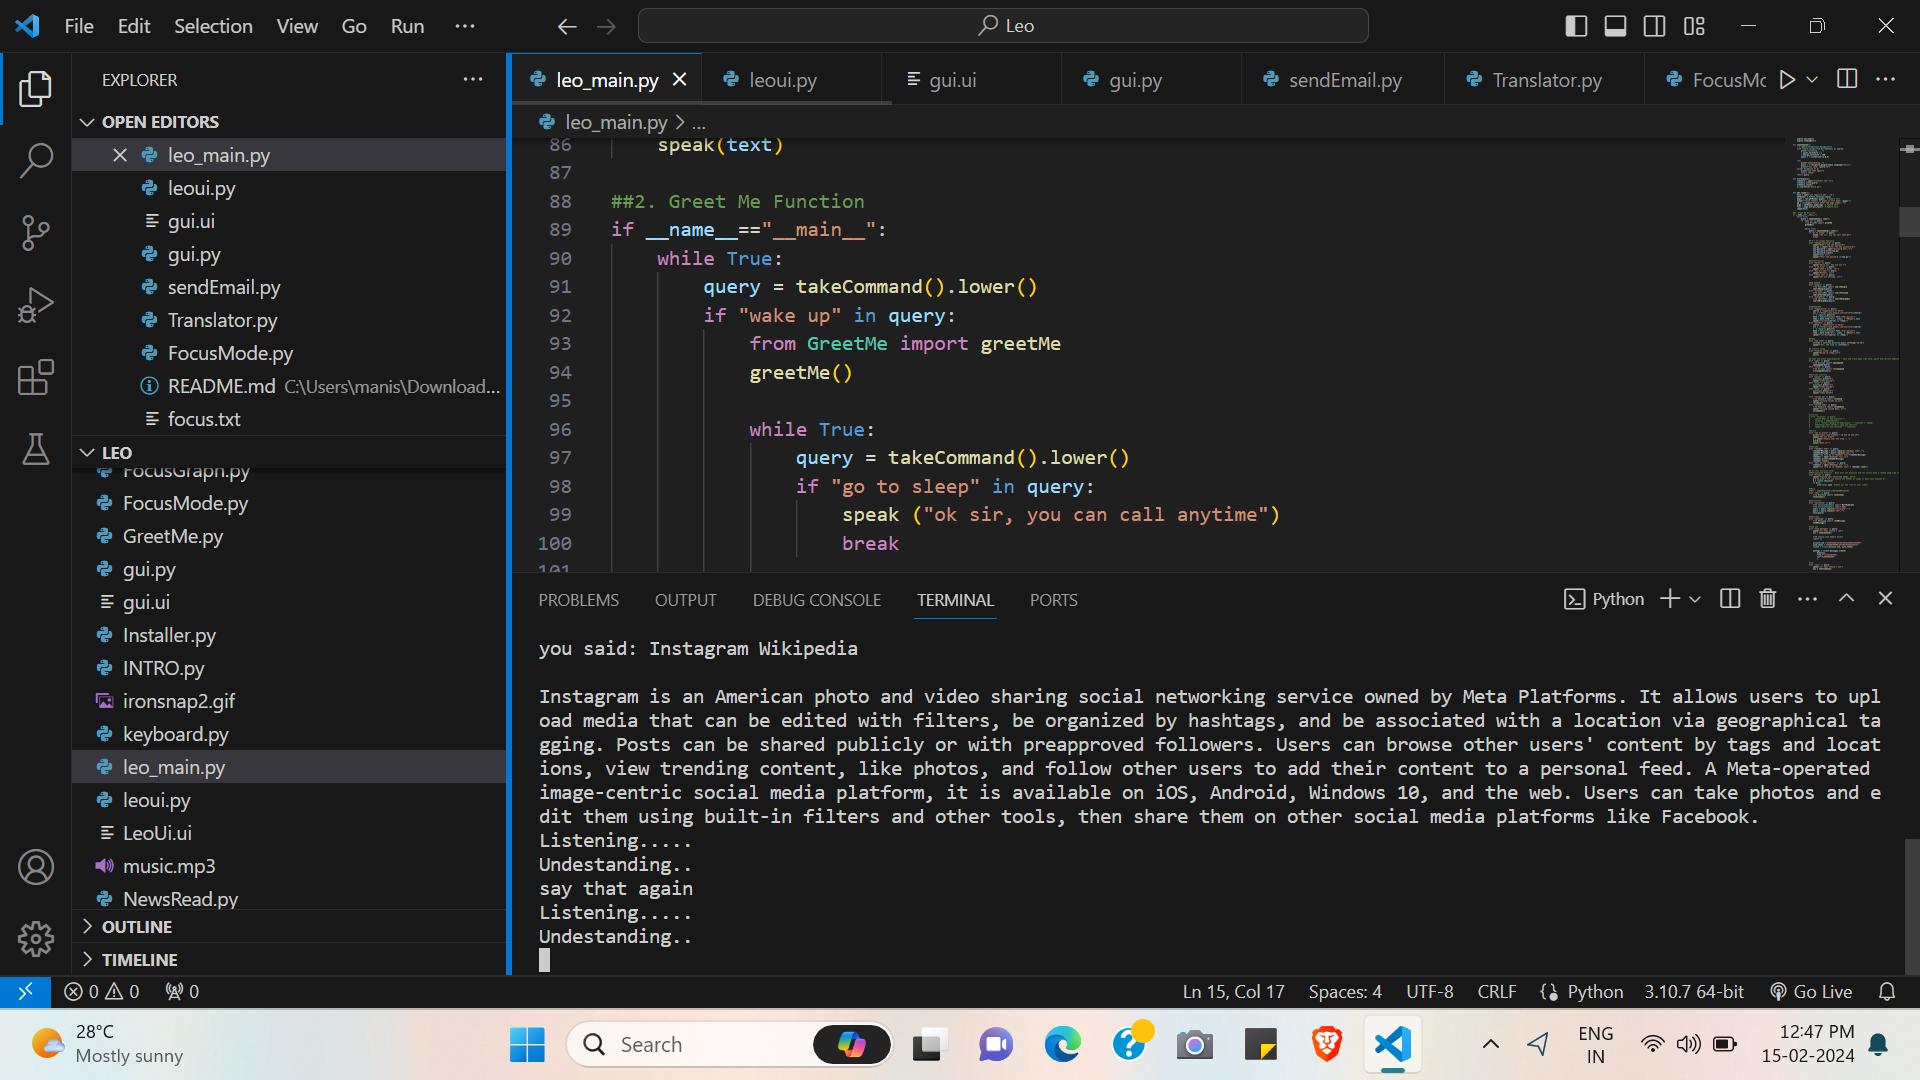 File Edit Selection View Go Run ···
Leo
EXPLORER
OPEN EDITORS
leo_main.py
leoui.py
gui.ui
gui.py
sendEmail.py
Translator.py
FocusMode.py
README.md C:\Users\manis\Download...
focus.txt
LEO
FocusGraph.py
FocusMode.py
GreetMe.py
gui.py
gui.ui
Installer.py
INTRO.py
ironsnap2.gif
keyboard.py
leo_main.py
leoui.py
LeoUi.ui
music.mp3
NewsRead.py
OUTLINE
TIMELINE
leo_main.py leoui.py gui.ui gui.py sendEmail.py Translator.py FocusMc
leo_main.py > ...
86 speak(text)
87
88 ##2. Greet Me Function
89 if __name__=="__main__":
90 while True:
91 query = takeCommand().lower()
92 if "wake up" in query:
93 from GreetMe import greetMe
94 greetMe()
95
96 while True:
97 query = takeCommand().lower()
98 if "go to sleep" in query:
99 speak ("ok sir, you can call anytime")
100 break
101
PROBLEMS OUTPUT DEBUG CONSOLE TERMINAL PORTS
Python
you said: Instagram Wikipedia
Instagram is an American photo and video sharing social networking service owned by Meta Platforms. It allows users to upl
oad media that can be edited with filters, be organized by hashtags, and be associated with a location via geographical ta
gging. Posts can be shared publicly or with preapproved followers. Users can browse other users' content by tags and locat
ions, view trending content, like photos, and follow other users to add their content to a personal feed. A Meta-operated
image-centric social media platform, it is available on iOS, Android, Windows 10, and the web. Users can take photos and e
dit them using built-in filters and other tools, then share them on other social media platforms like Facebook.
Listening.....
Undestanding..
say that again
Listening.....
Undestanding..
0 0 0
Ln 15, Col 17 Spaces: 4 UTF-8 CRLF Python 3.10.7 64-bit Go Live
28°C
Mostly sunny
Search
ENG
IN
12:47 PM
15-02-2024